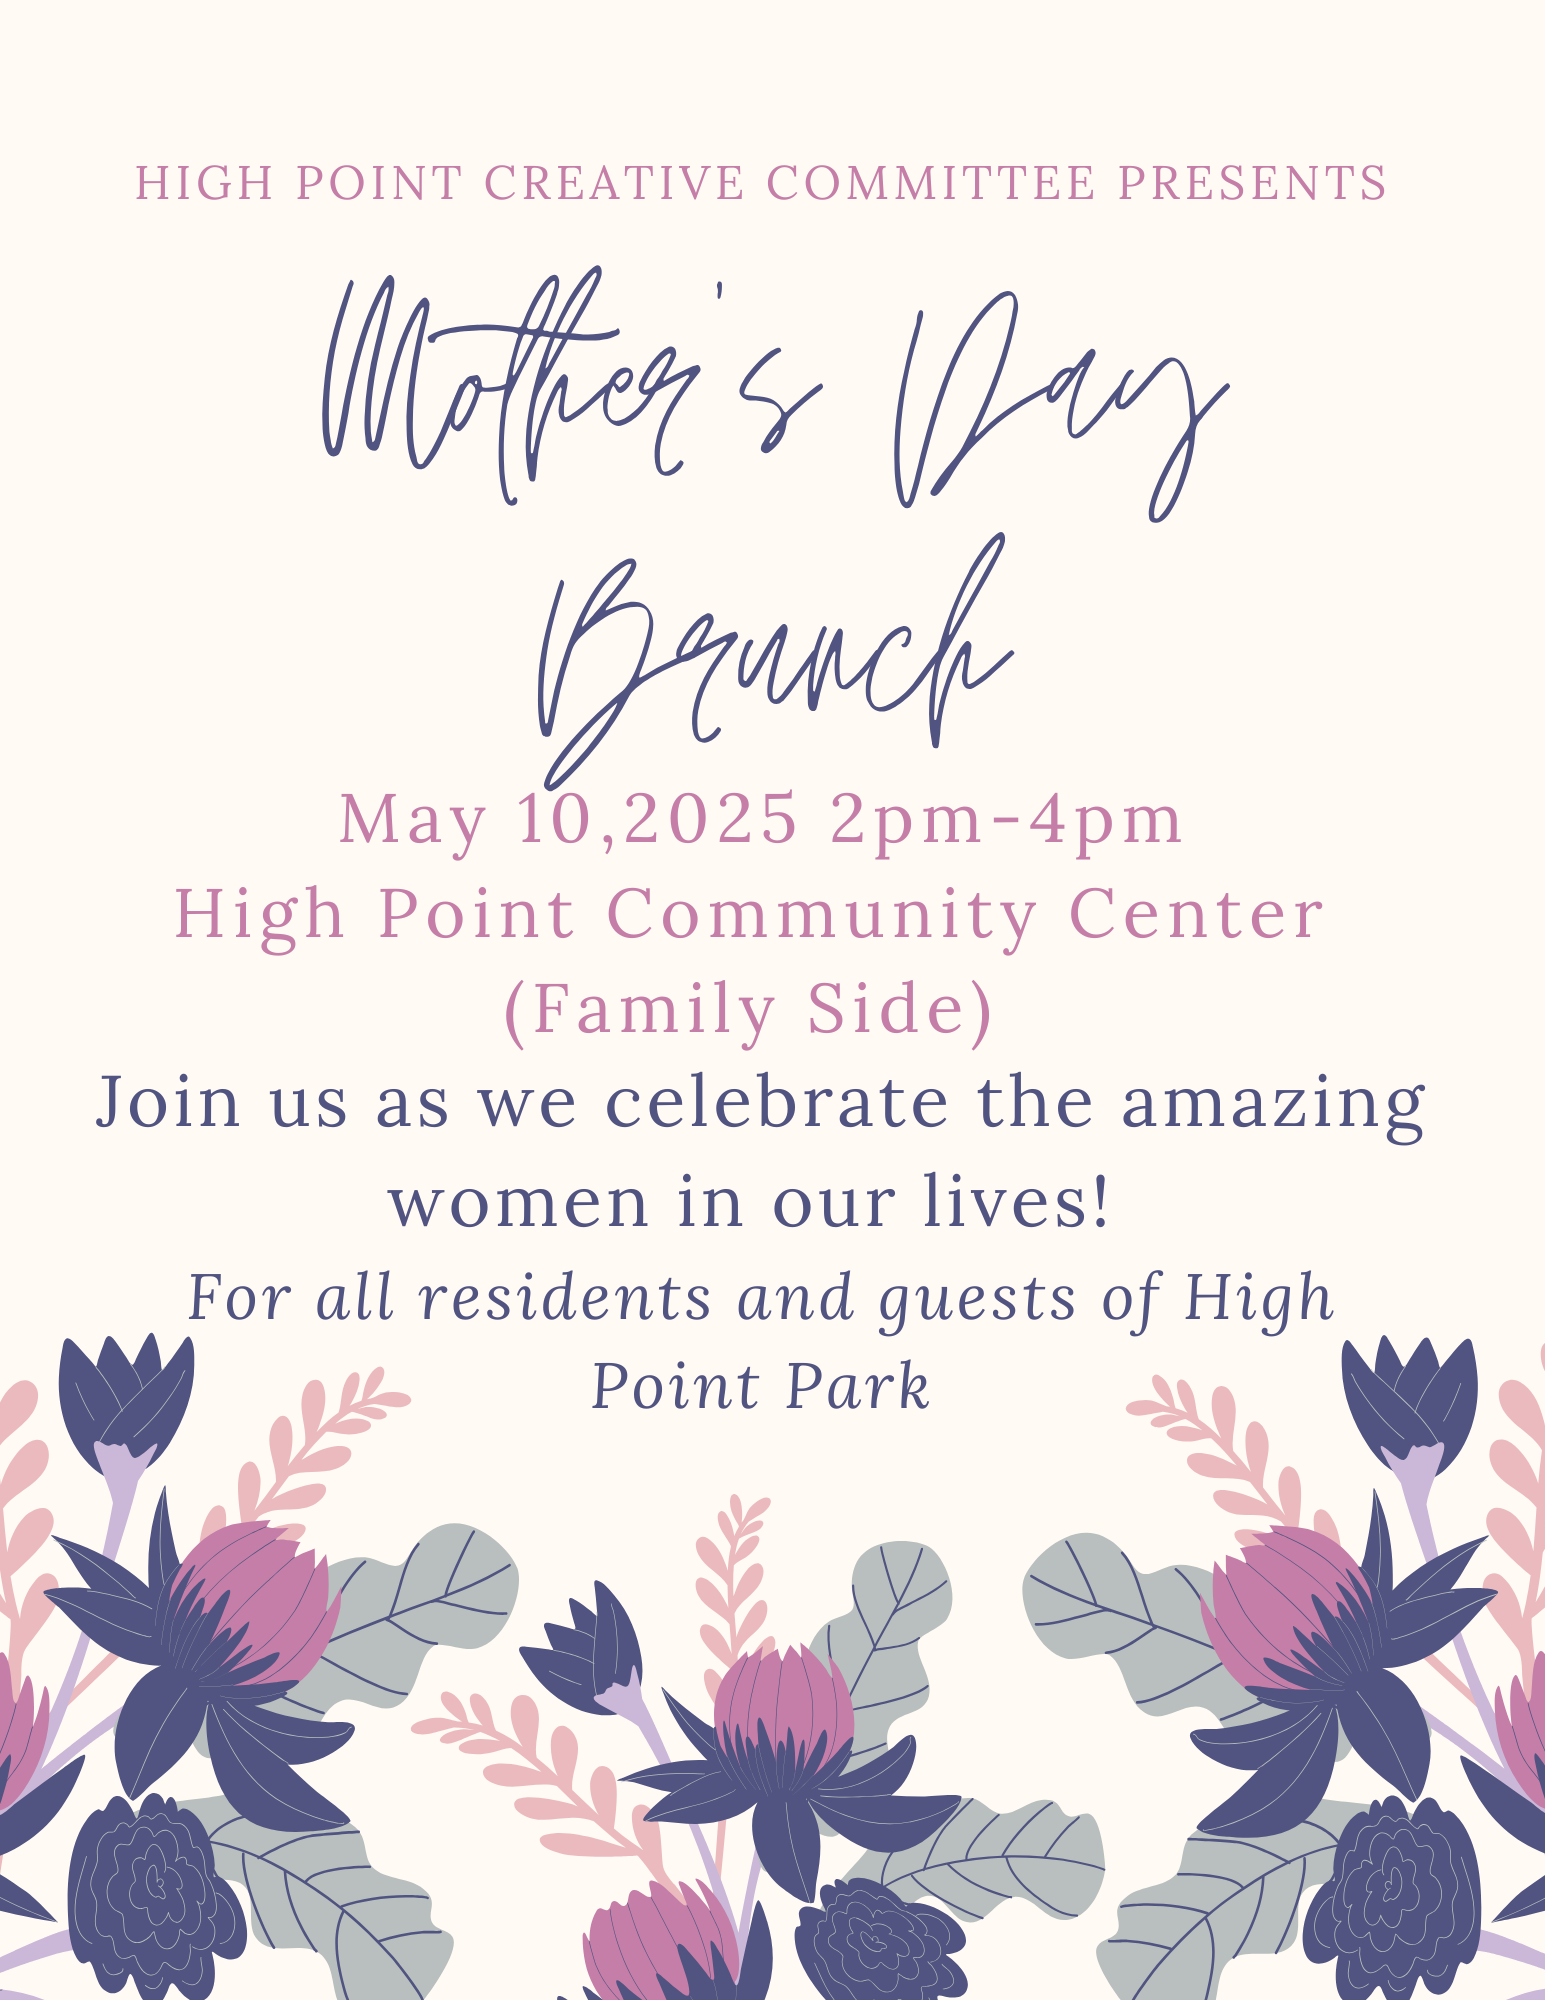 HIGH POINT CREATIVE COMMITTEE PRESENTS
Mother's Day
Brunch
May 10,2025 2pm-4pm
High Point Community Center
(Family Side)
Join us as we celebrate the amazing
women in our lives!
For all residents and guests of High
Point Park